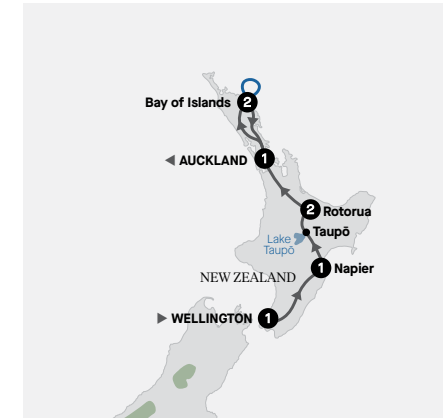 Bay of Islands
2
◀ AUCKLAND
1
2
Rotorua
Taupō
Lake
Taupō
1
Napier
NEW ZEALAND
▶ WELLINGTON
1